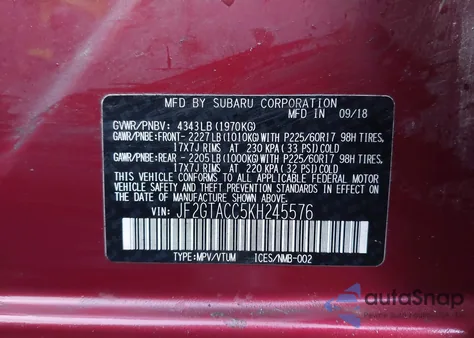 MFD BY SUBARU CORPORATION
MFD IN 09/18
GVWR/PNBV: 4343LB(1970KG)
GAWR/PNBE:FRONT- 2227LB(1010KG) WITH P225/60R17 98H TIRES,
17X7J RIMS AT 230 KPA (33 PSI)COLD
GAWR/PNBE:REAR - 2205LB(1000KG) WITH P225/60R17 98H TIRES,
17X7J RIMS AT 220 KPA (32 PSI)COLD
THIS VEHICLE CONFORMS TO ALL APPLICABLE FEDERAL MOTOR VEHICLE
SAFETY, BUMPER, AND THEFT PREVENTION STANDARDS IN EFFECT ON
THE DATE OF MANUFACTURE SHOWN ABOVE.
VIN: JF2GTACC5KH245576
TYPE:MPV/VTUM ICES/NMB-002
autoSnap